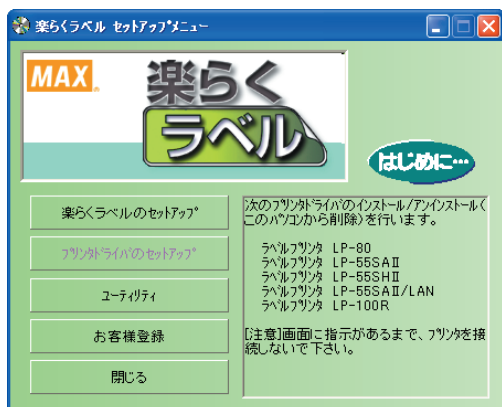 楽らくラベル セットアップメニュー
MAX
楽らく
ラベル
はじめに…
楽らくラベルのセットアップ
プリンタドライバのセットアップ
ユーティリティ
お客様登録
閉じる
次のプリンタドライバのインストール/アンインストール(
このパソコンから削除)を行います。
ラベルプリンタ LP-80
ラベルプリンタ LP-55SAⅡ
ラベルプリンタ LP-55SHⅡ
ラベルプリンタ LP-55SAⅡ/LAN
ラベルプリンタ LP-100R
[注意]画面に指示があるまで、プリンタを接
続しないで下さい。